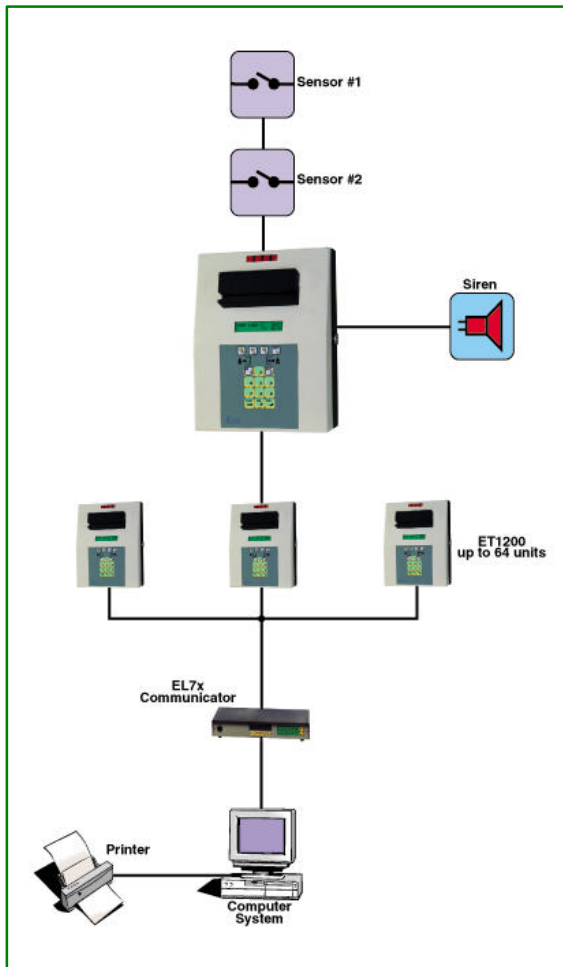 Sensor #1
Sensor #2
Siren
ET1200
up to 64 units
EL7x
Communicator
Printer
Computer
System